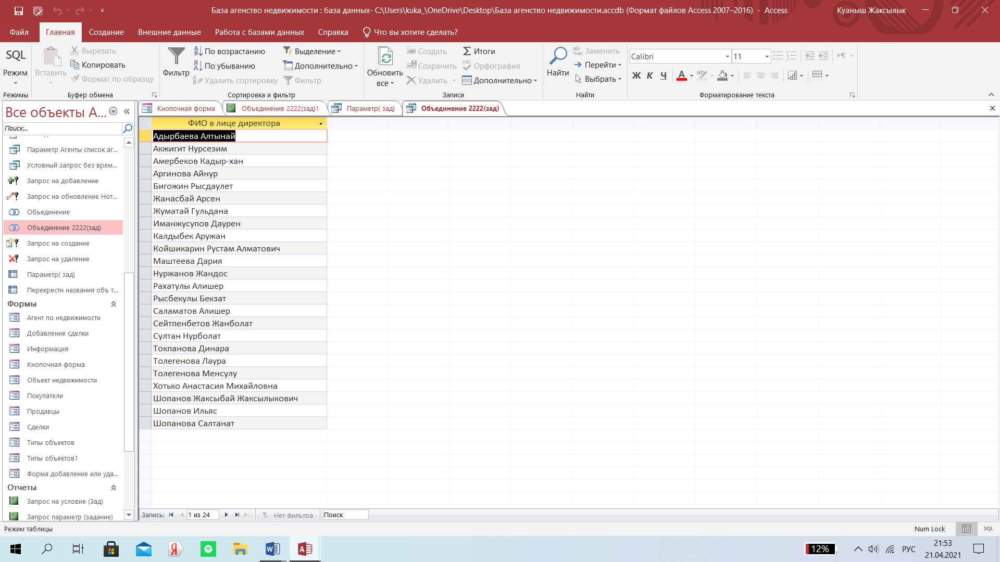 База агенство недвижимости : база данных- C:\Users\kuka_\OneDrive\Desktop\База агенство недвижимости.accdb (Формат файлов Access 2007–2016) - Access
Куаныш Жаксылык
Файл Главная Создание Внешние данные Работа с базами данных Справка Что вы хотите сделать?
SQL
Режим
Режимы
Вставить
Вырезать
Копировать
Формат по образцу
Буфер обмена
Фильтр
По возрастанию
По убыванию
Удалить сортировку
Выделение
Дополнительно
Фильтр
Сортировка и фильтр
Обновить
все
Создать
Сохранить
Удалить
Итоги
Орфография
Дополнительно
Записи
Найти
Заменить
Перейти
Выбрать
Найти
Calibri
11
Ж К Ч
Форматирование текста
Все объекты A...
Поиск...
Параметр Агенты список аг...
Условный запрос без врем...
Запрос на добавление
Запрос на обновление Нот...
Объединение
Объединение 2222(зад)
Запрос на создание
Запрос на удаление
Параметр( зад)
Перекрестн названия объ т...
Формы
Агент по недвижимости
Добавление сделки
Информация
Кнопочная форма
Объект недвижимости
Покупатели
Продавцы
Сделки
Типы объектов
Типы объектов1
Форма добавление или уда...
Отчеты
Запрос на условие (Зад)
Запрос параметр (задание)
Кнопочная форма
Объединение 2222(зад)1
Параметр( зад)
Объединение 2222(зад)
ФИО в лице директора
Адырбаева Алтынай
Акжигит Нурсезим
Амербеков Кадыр-хан
Аргинова Айнур
Бигожин Рысдаулет
Жанасбай Арсен
Жуматай Гульдана
Иманжусупов Даурен
Калдыбек Аружан
Койшикарин Рустам Алматович
Маштеева Дария
Нуржанов Жандос
Рахатулы Алишер
Рысбекулы Бекзат
Саламатов Алишер
Сейтпенбетов Жанболат
Султан Нурболат
Токпанова Динара
Толегенова Лаура
Толегенова Менсулу
Хотько Анастасия Михайловна
Шопанов Жаксыбай Жаксылыкович
Шопанов Ильяс
Шопанова Салтанат
Запись: 1 из 24 Нет фильтра Поиск
Режим таблицы
Num Lock
SQL
12%
РУС
21:53
21.04.2021